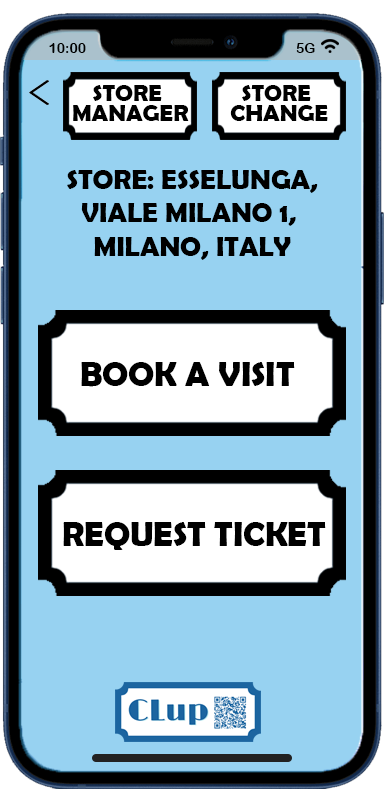 10:00
5G
STORE
MANAGER
STORE
CHANGE
STORE: ESSELUNGA,
VIALE MILANO 1,
MILANO, ITALY
BOOK A VISIT
REQUEST TICKET
CLup